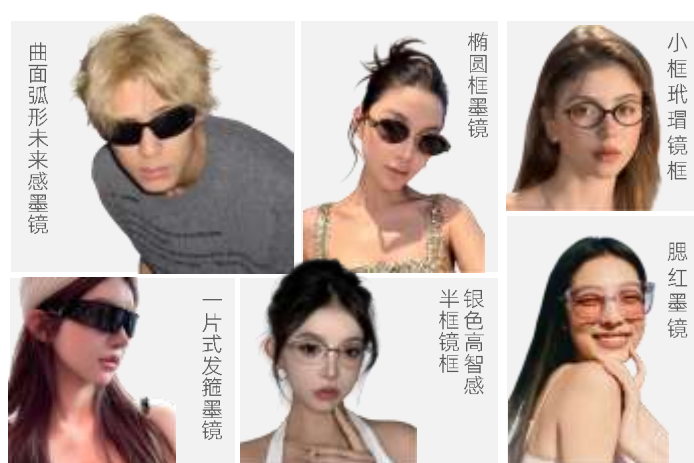 曲面弧形未来感墨镜
椭圆框墨镜
小框玳瑁镜框
一片式发箍墨镜
银色高智感
半框镜框
腮红墨镜